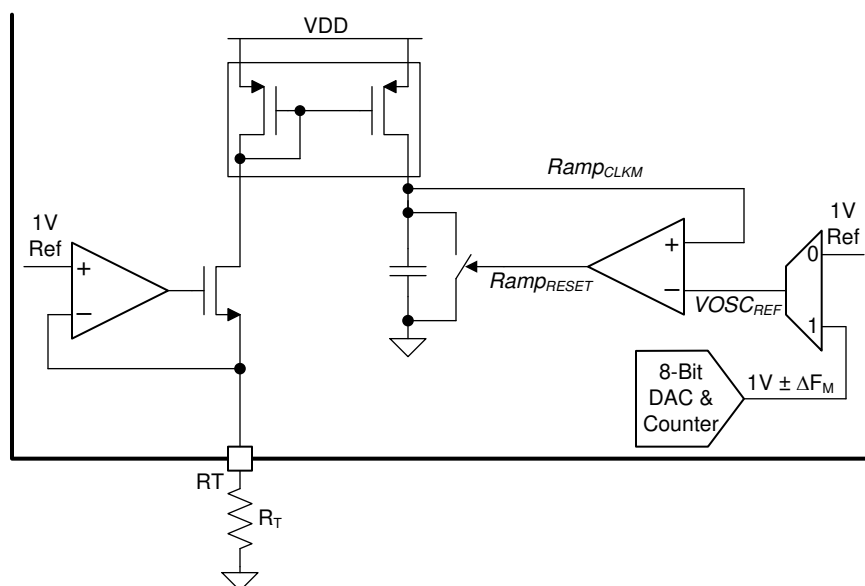 VDD
Ramp_CLKM
1V
Ref
+
−
Ramp_RESET
+
−
VOSC_REF
1V
Ref
0
1
8-Bit
DAC &
Counter
1V ± ΔF_M
RT
R_T